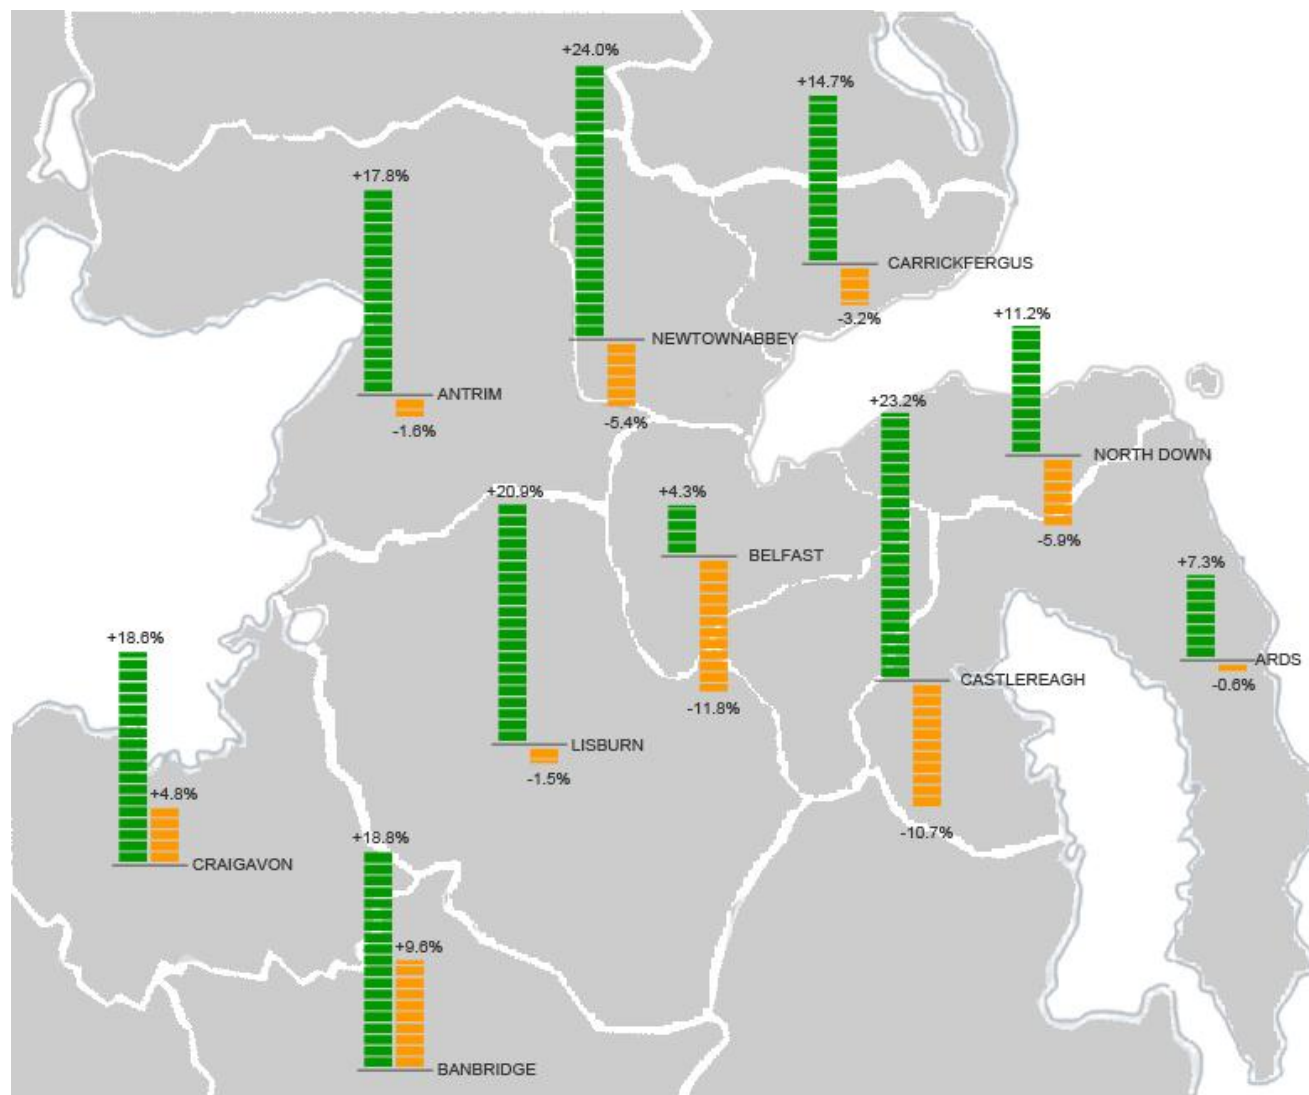 +24.0%
+14.7%
+17.8%
CARRICKFERGUS
-3.2%
+11.2%
NEWTOWNABBEY
ANTRIM
-1.6%
-5.4%
+23.2%
NORTH DOWN
-5.9%
+20.9%
+4.3%
BELFAST
+7.3%
+18.6%
ARDS
-0.6%
CASTLEREAGH
-11.8%
LISBURN
-1.5%
+4.8%
-10.7%
+18.8%
CRAIGAVON
+9.6%
BANBRIDGE